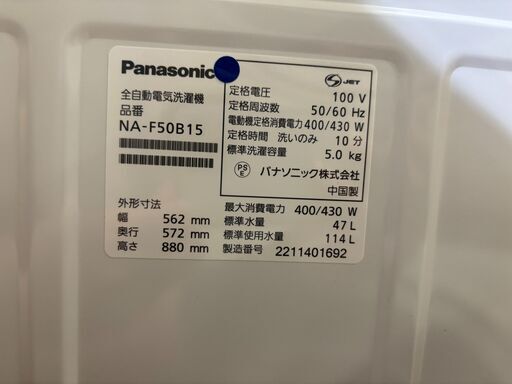 Panasonic
全自動電気洗濯機
品番
NA-F50B15
外形寸法
幅 562 mm
奥行 572 mm
高さ 880 mm
S JET
定格電圧 100 V
定格周波数 50/60 Hz
電動機定格消費電力 400/430 W
定格時間 洗いのみ 10 分
標準洗濯容量 5.0 kg
PS E パナソニック株式会社
中国製
最大消費電力 400/430 W
標準水量 47 L
標準使用水量 114 L
製造番号 2211401692